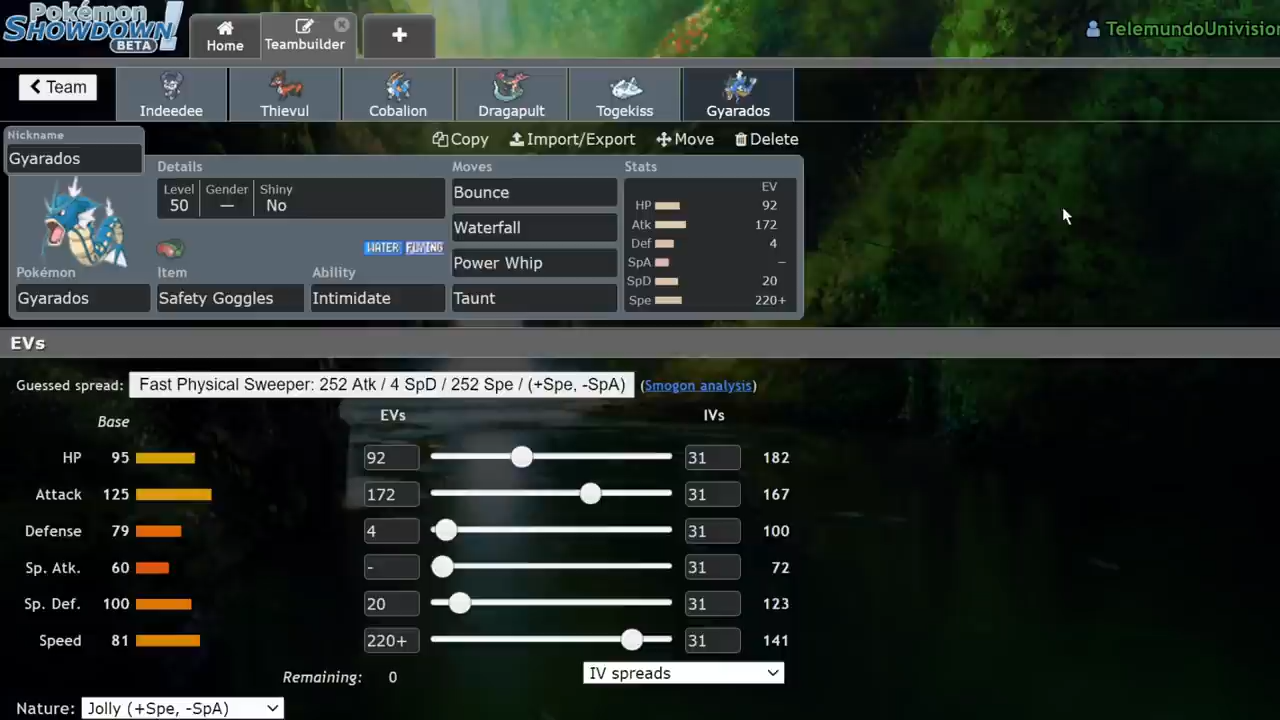 Pokémon
SHOWDOWN!
BETA
Home
Teambuilder
TelemundoUnivision
Team
Indeedee
Thievul
Cobalion
Dragapult
Togekiss
Gyarados
Nickname
Gyarados
Copy
Import/Export
Move
Delete
Details
Level
50
Gender
—
Shiny
No
WATER
FLYING
Pokémon
Gyarados
Item
Safety Goggles
Ability
Intimidate
Moves
Bounce
Waterfall
Power Whip
Taunt
Stats
EV
HP 92
Atk 172
Def 4
SpA –
SpD 20
Spe 220+
EVs
Guessed spread: Fast Physical Sweeper: 252 Atk / 4 SpD / 252 Spe / (+Spe, -SpA) (Smogon analysis)
Base EVs IVs
HP 95 92 31 182
Attack 125 172 31 167
Defense 79 4 31 100
Sp. Atk. 60 - 31 72
Sp. Def. 100 20 31 123
Speed 81 220+ 31 141
Remaining: 0
IV spreads
Nature: Jolly (+Spe, -SpA)